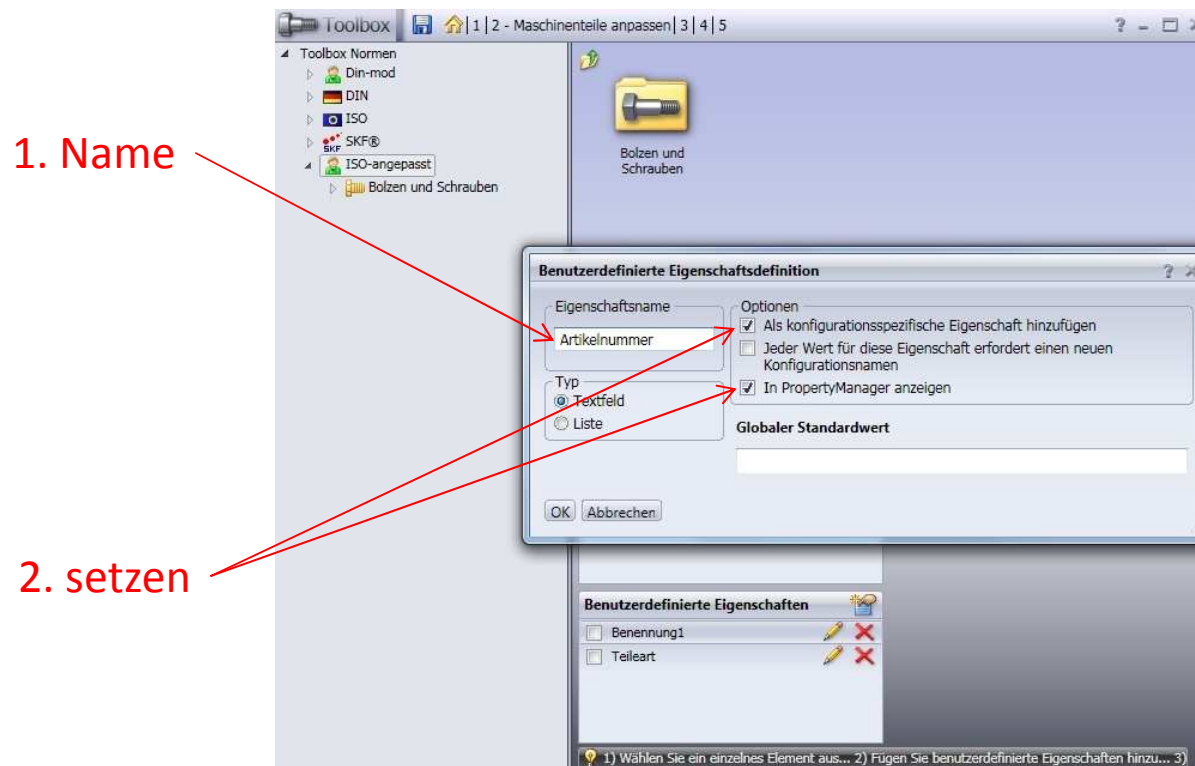 Toolbox 1 | 2 - Maschinenteile anpassen | 3 | 4 | 5 ?
Toolbox Normen
Din-mod
DIN
ISO
SKF SKF®
ISO-angepasst
Bolzen und Schrauben
Bolzen und
Schrauben
1. Name
2. setzen
Benutzerdefinierte Eigenschaftsdefinition ?
Eigenschaftsname
Artikelnummer
Typ
Textfeld
Liste
Optionen
Als konfigurationsspezifische Eigenschaft hinzufügen
Jeder Wert für diese Eigenschaft erfordert einen neuen
Konfigurationsnamen
In PropertyManager anzeigen
Globaler Standardwert
OK Abbrechen
Benutzerdefinierte Eigenschaften
Benennung1
Teileart
1) Wählen Sie ein einzelnes Element aus... 2) Fügen Sie benutzerdefinierte Eigenschaften hinzu... 3)